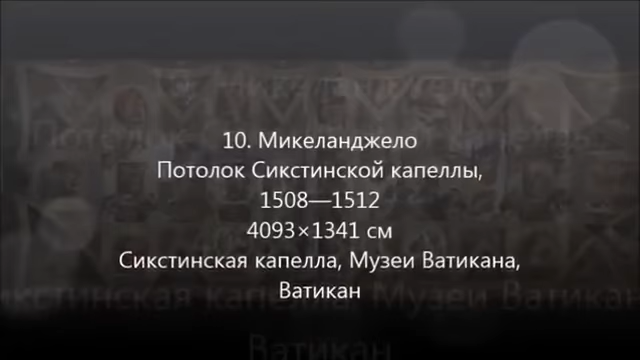 10. Микеланджело
Потолок Сикстинской капеллы,
1508—1512
4093×1341 см
Сикстинская капелла, Музеи Ватикана,
Ватикан